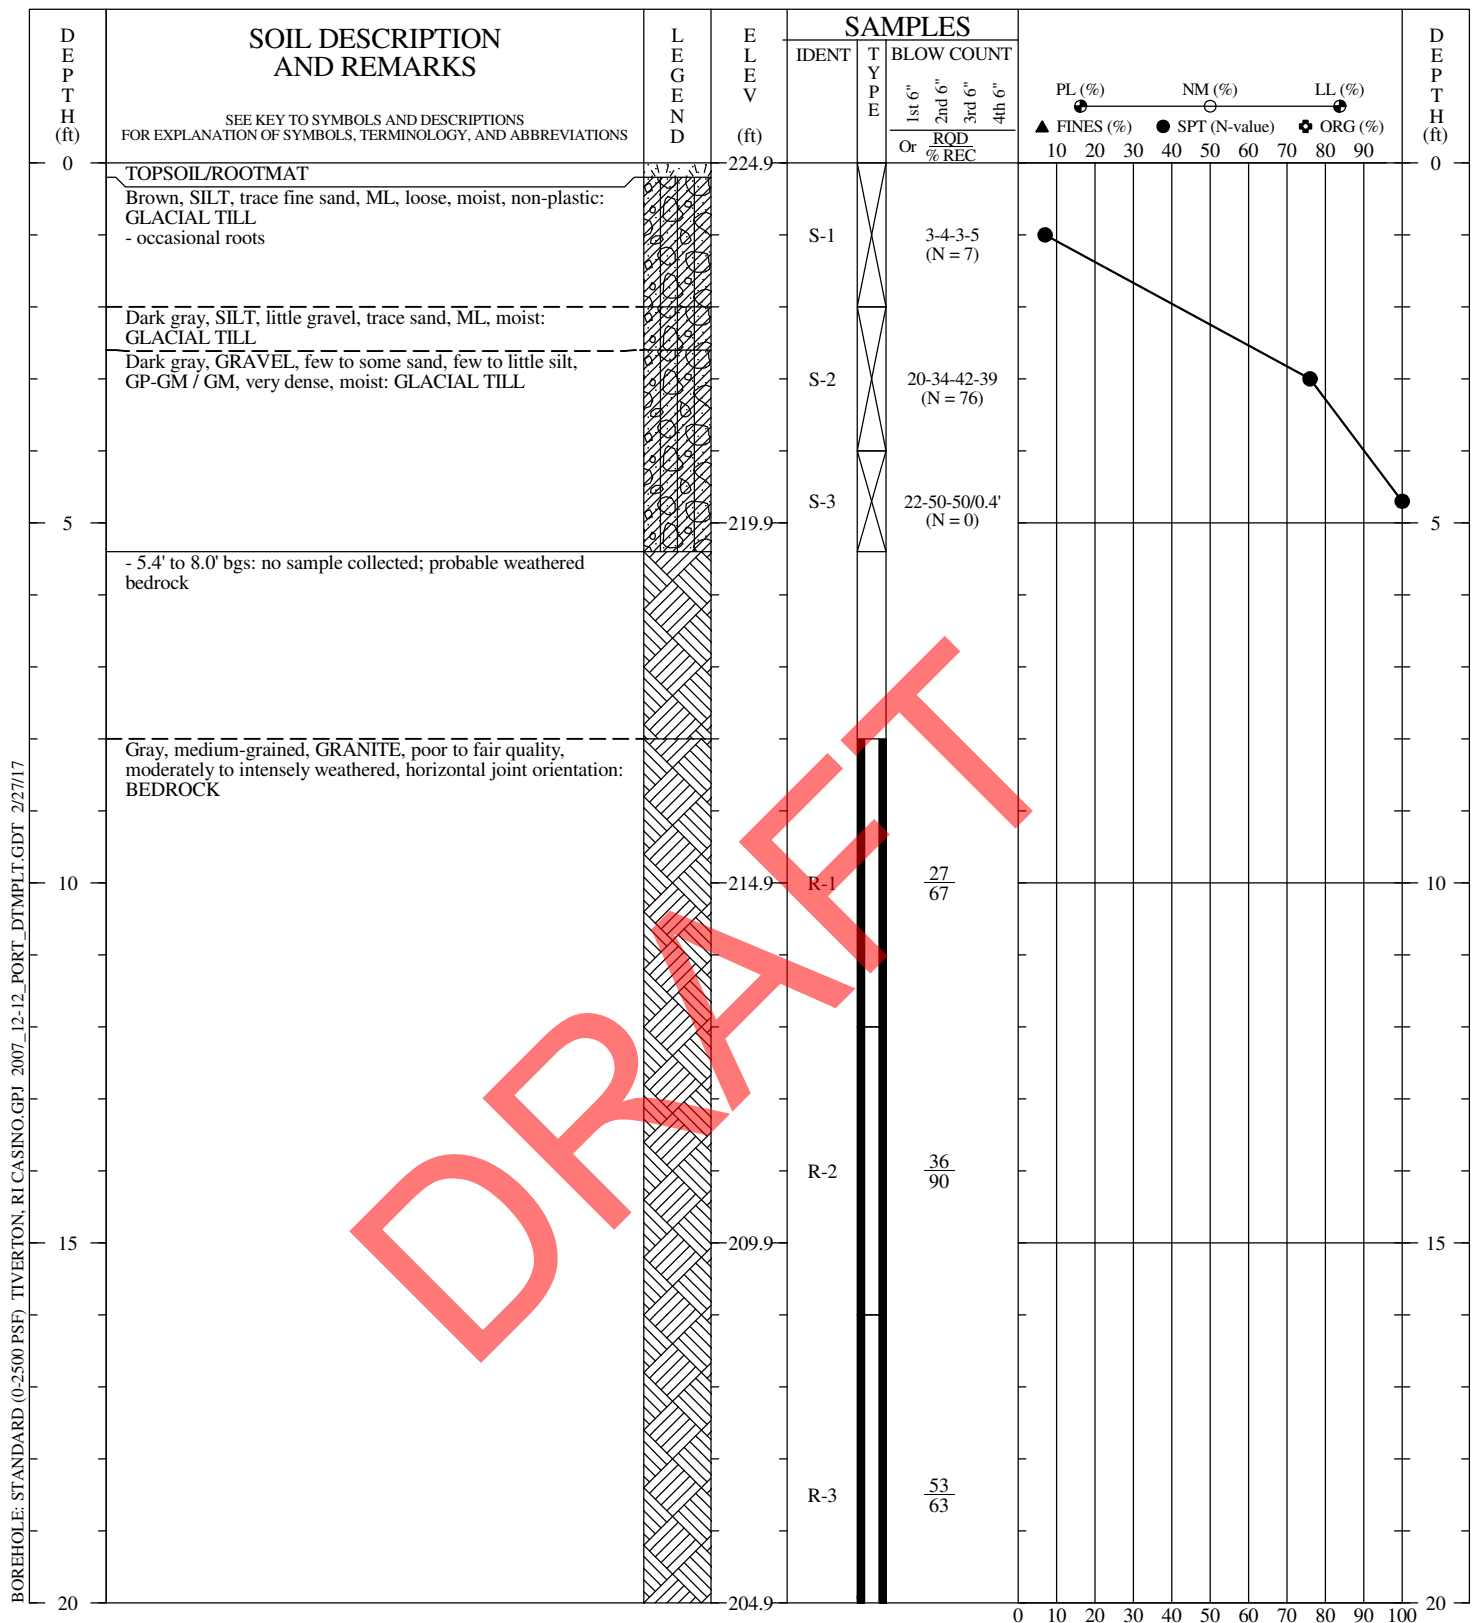 DEPTH (ft)
SOIL DESCRIPTION
AND REMARKS
SEE KEY TO SYMBOLS AND DESCRIPTIONS
FOR EXPLANATION OF SYMBOLS, TERMINOLOGY, AND ABBREVIATIONS
LEGEND
ELEV (ft)
SAMPLES
IDENT
TYPE
BLOW COUNT
1st 6"
2nd 6"
3rd 6"
4th 6"
Or RQD
% REC
PL (%) NM (%) LL (%)
FINES (%) SPT (N-value) ORG (%)
10 20 30 40 50 60 70 80 90
DEPTH (ft)
0
TOPSOIL/ROOTMAT
224.9
0
Brown, SILT, trace fine sand, ML, loose, moist, non-plastic:
GLACIAL TILL
- occasional roots
S-1
3-4-3-5
(N = 7)
Dark gray, SILT, little gravel, trace sand, ML, moist:
GLACIAL TILL
Dark gray, GRAVEL, few to some sand, few to little silt,
GP-GM / GM, very dense, moist: GLACIAL TILL
S-2
20-34-42-39
(N = 76)
S-3
22-50-50/0.4'
(N = 0)
5
219.9
5
- 5.4' to 8.0' bgs: no sample collected; probable weathered
bedrock
Gray, medium-grained, GRANITE, poor to fair quality,
moderately to intensely weathered, horizontal joint orientation:
BEDROCK
10
214.9
R-1
27
67
10
R-2
36
90
15
209.9
15
R-3
53
63
20
204.9
20
0 10 20 30 40 50 60 70 80 90 100
DRAFT
BOREHOLE: STANDARD (0-2500 PSF) TIVERTON, RI CASINO.GPJ 2007_12-12_PORT_DTMPLT.GDT 2/27/17